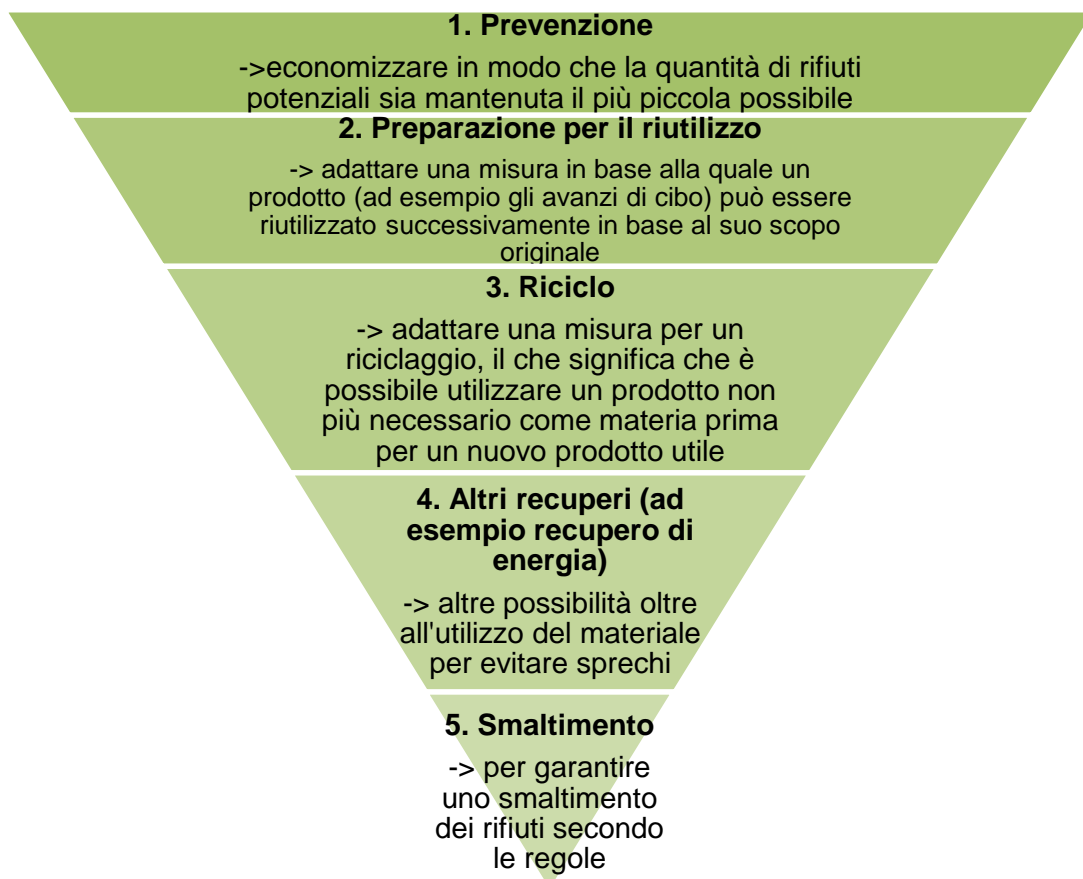 1. Prevenzione
->economizzare in modo che la quantità di rifiuti
potenziali sia mantenuta il più piccola possibile
2. Preparazione per il riutilizzo
-> adattare una misura in base alla quale un
prodotto (ad esempio gli avanzi di cibo) può essere
riutilizzato successivamente in base al suo scopo
originale
3. Riciclo
-> adattare una misura per un
riciclaggio, il che significa che è
possibile utilizzare un prodotto non
più necessario come materia prima
per un nuovo prodotto utile
4. Altri recuperi (ad
esempio recupero di
energia)
-> altre possibilità oltre
all'utilizzo del materiale
per evitare sprechi
5. Smaltimento
-> per garantire
uno smaltimento
dei rifiuti secondo
le regole